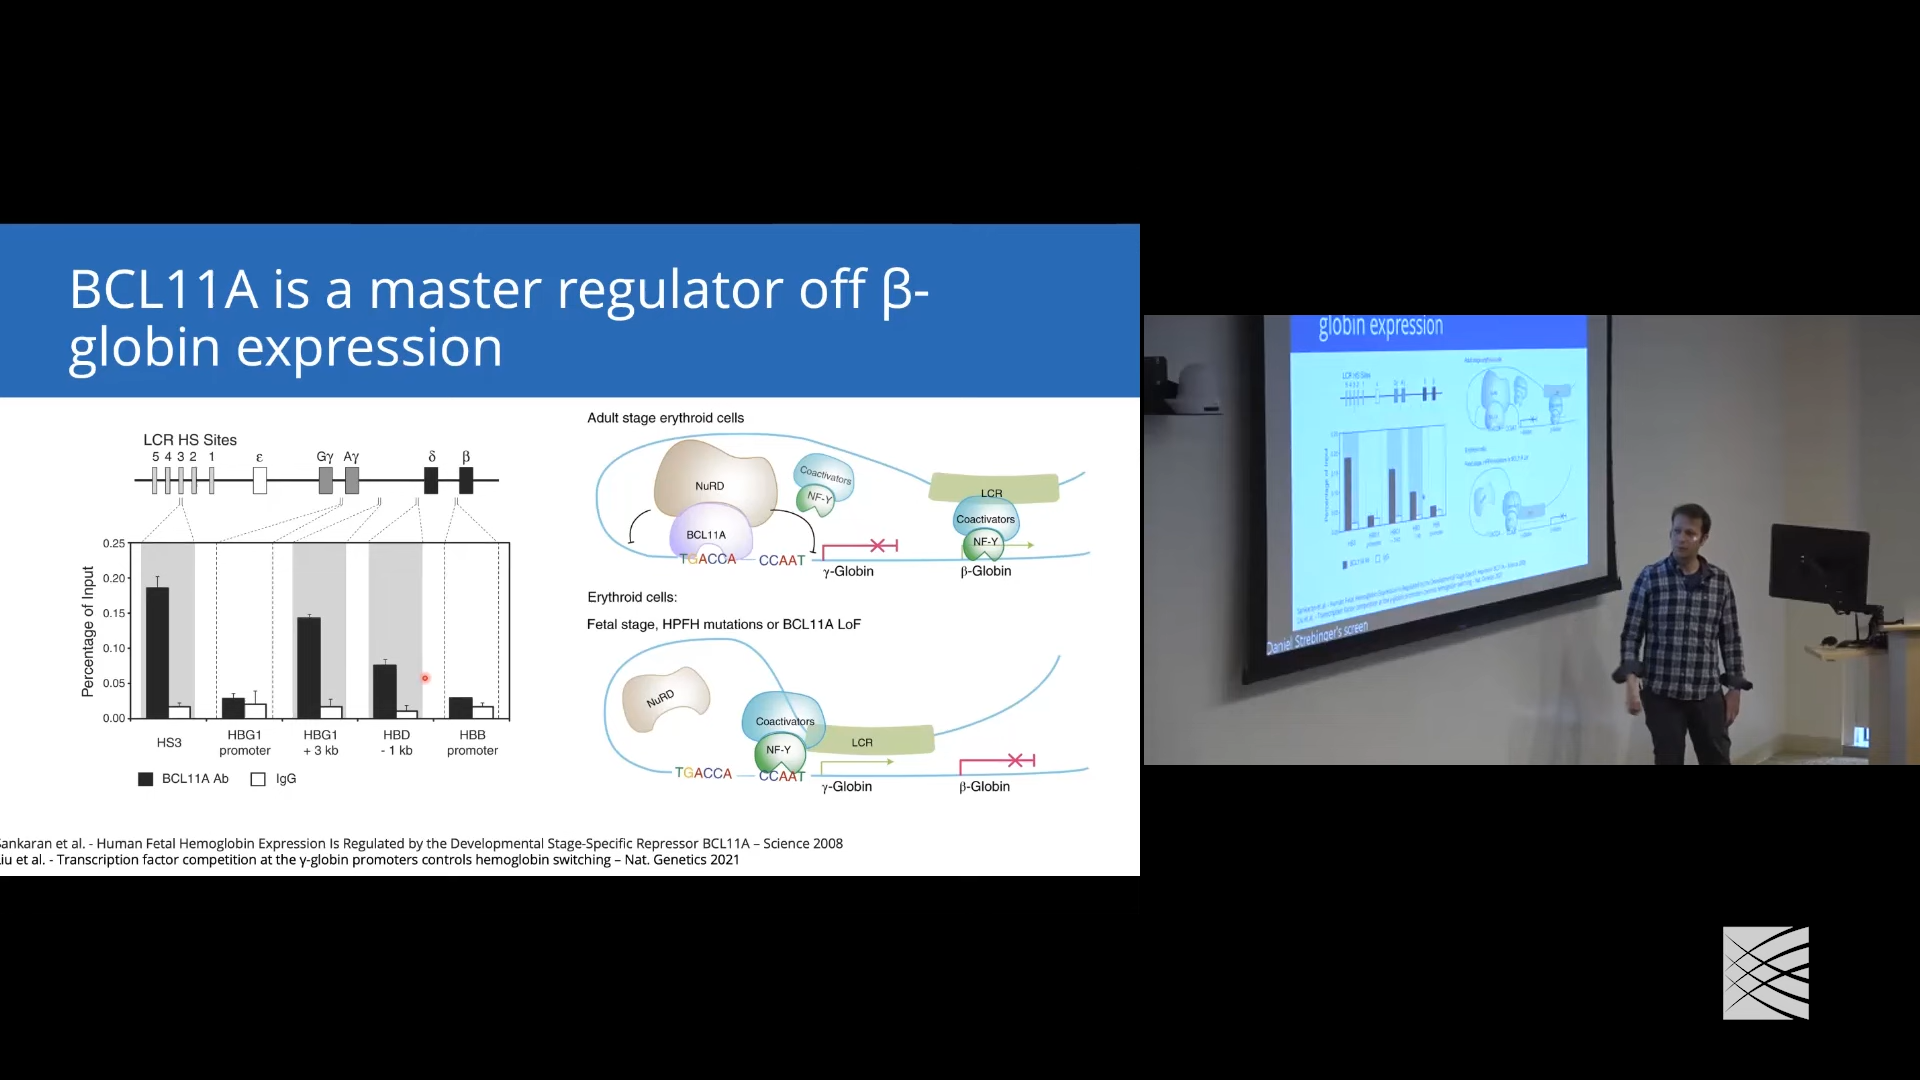 BCL11A is a master regulator off β-
globin expression
LCR HS Sites
5 4 3 2 1 ε Gγ Aγ δ β
Percentage of Input
0.25
0.20
0.15
0.10
0.05
0.00
HS3
HBG1
promoter
HBG1
+ 3 kb
HBD
- 1 kb
HBB
promoter
BCL11A Ab IgG
Adult stage erythroid cells
NuRD
Coactivators
NF-Y
BCL11A
TGACCA CCAAT
γ-Globin
LCR
Coactivators
NF-Y
β-Globin
Erythroid cells:
Fetal stage, HPFH mutations or BCL11A LoF
NuRD
Coactivators
NF-Y
LCR
TGACCA CCAAT
γ-Globin
β-Globin
ankaran et al. - Human Fetal Hemoglobin Expression Is Regulated by the Developmental Stage-Specific Repressor BCL11A – Science 2008
iu et al. - Transcription factor competition at the γ-globin promoters controls hemoglobin switching – Nat. Genetics 2021
globin expression
LCR HS Sites
Daniel Strebinger's screen